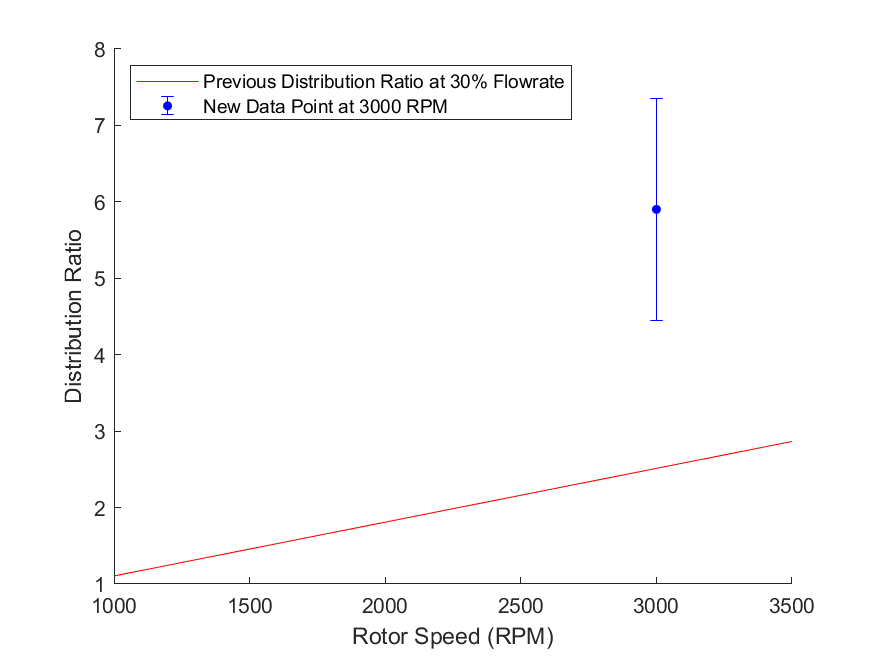 8
Previous Distribution Ratio at 30% Flowrate
New Data Point at 3000 RPM
7
6
5
4
3
2
1
Distribution Ratio
1000 1500 2000 2500 3000 3500
Rotor Speed (RPM)